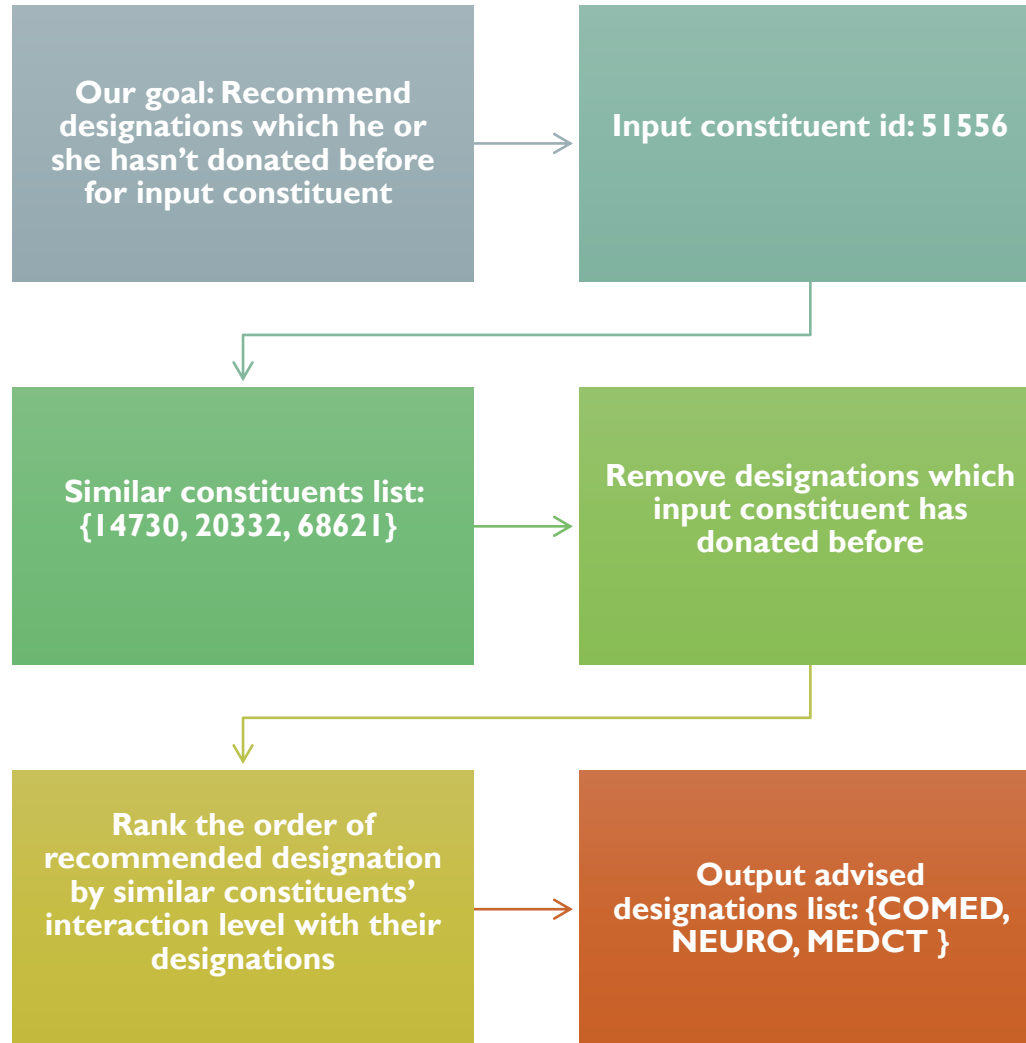 Our goal: Recommend
designations which he or
she hasn’t donated before
for input constituent
Input constituent id: 51556
Similar constituents list:
{14730, 20332, 68621}
Remove designations which
input constituent has
donated before
Rank the order of
recommended designation
by similar constituents’
interaction level with their
designations
Output advised
designations list: {COMED,
NEURO, MEDCT }